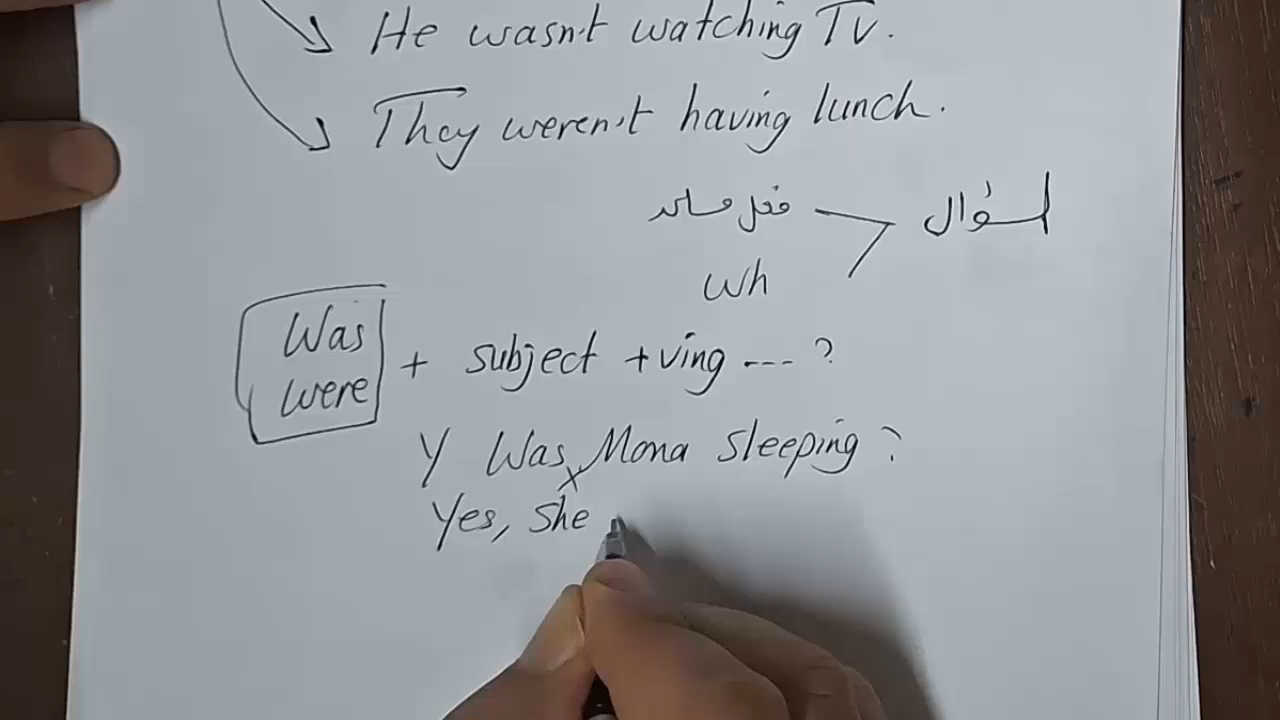 He wasn't watching Tv.
They weren't having lunch.
السؤال فعل مساعد
Wh
Was
were + subject + ving ---- ?
Y Was Mona sleeping ?
x
Yes, she